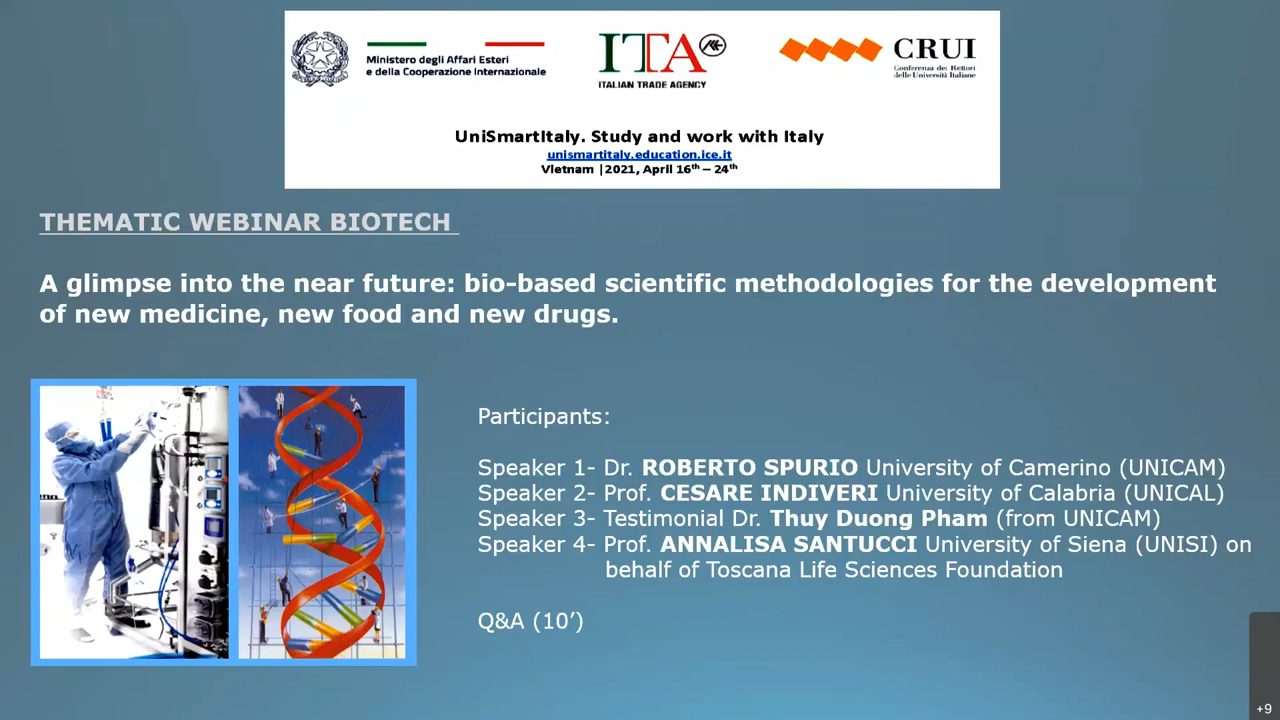 Ministero degli Affari Esteri
e della Cooperazione Internazionale
ITA
ITALIAN TRADE AGENCY
CRUI
Conferenza dei Rettori
delle Università Italiane
UniSmartItaly. Study and work with Italy
unismartitaly.education.ice.it
Vietnam |2021, April 16th – 24th
THEMATIC WEBINAR BIOTECH
A glimpse into the near future: bio-based scientific methodologies for the development
of new medicine, new food and new drugs.
Participants:
Speaker 1- Dr. ROBERTO SPURIO University of Camerino (UNICAM)
Speaker 2- Prof. CESARE INDIVERI University of Calabria (UNICAL)
Speaker 3- Testimonial Dr. Thuy Duong Pham (from UNICAM)
Speaker 4- Prof. ANNALISA SANTUCCI University of Siena (UNISI) on
behalf of Toscana Life Sciences Foundation
Q&A (10’)
+9